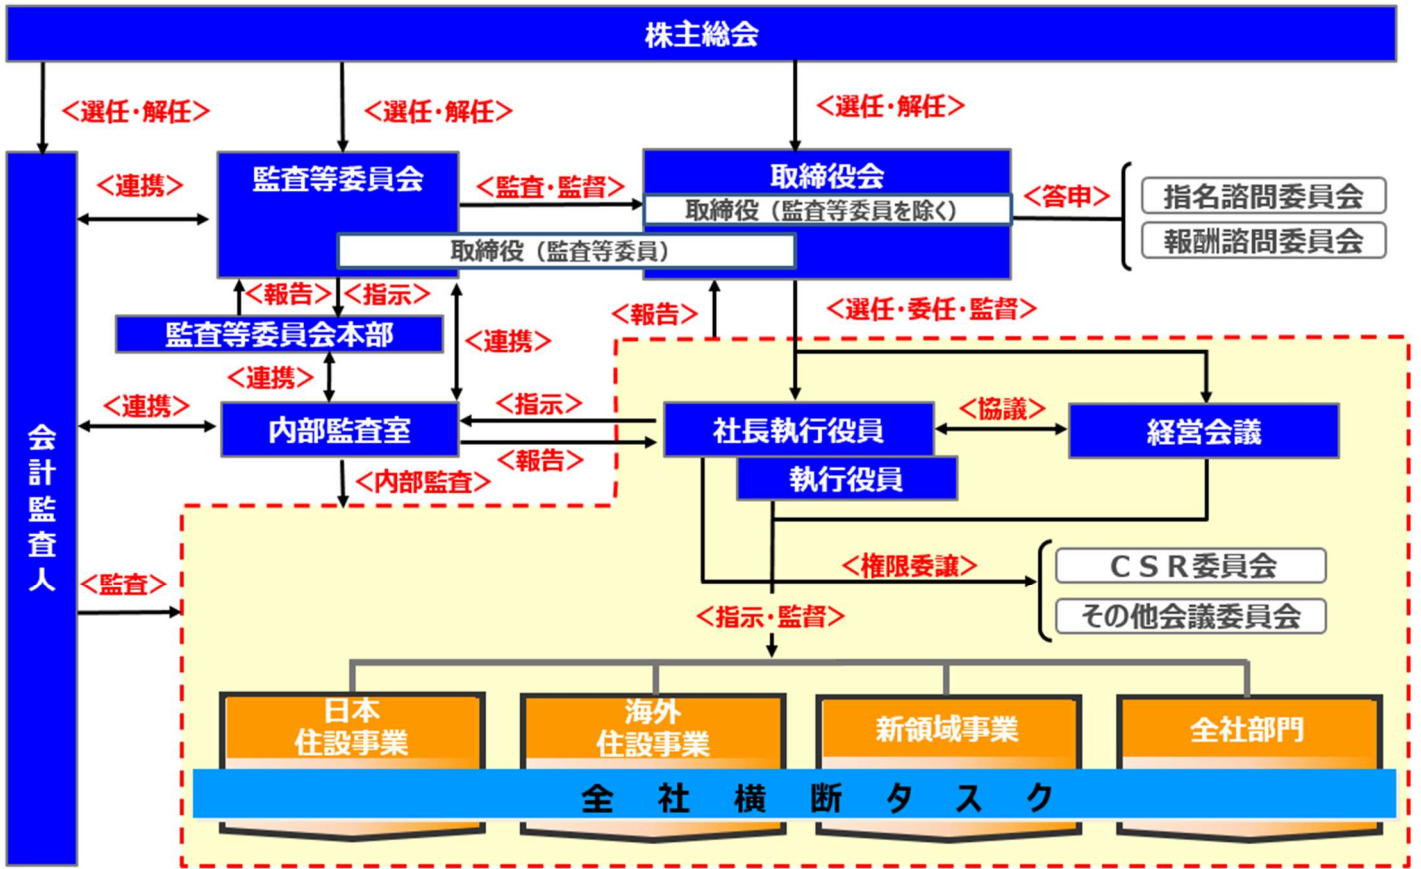 株主総会
<選任・解任>
<選任・解任>
<選任・解任>
会計監査人
<連携>
監査等委員会
<監査・監督>
取締役会
取締役（監査等委員を除く）
取締役（監査等委員）
<答申>
指名諮問委員会
報酬諮問委員会
<報告>
<指示>
監査等委員会本部
<連携>
<連携>
<報告>
<選任・委任・監督>
<連携>
内部監査室
<指示>
<報告>
<内部監査>
社長執行役員
執行役員
<協議>
経営会議
<監査>
<権限委譲>
ＣＳＲ委員会
その他会議委員会
<指示・監督>
日本
住設事業
海外
住設事業
新領域事業
全社部門
全社横断タスク